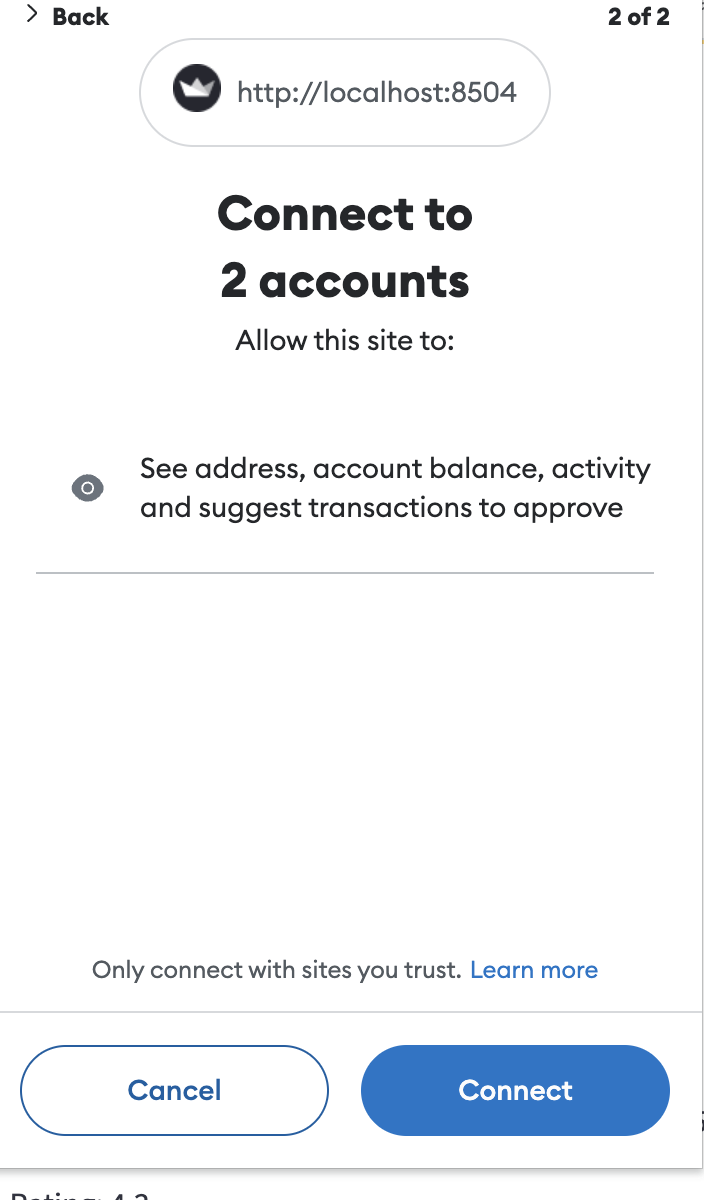 Back
2 of 2
http://localhost:8504
Connect to
2 accounts
Allow this site to:
See address, account balance, activity
and suggest transactions to approve
Only connect with sites you trust. Learn more
Cancel
Connect